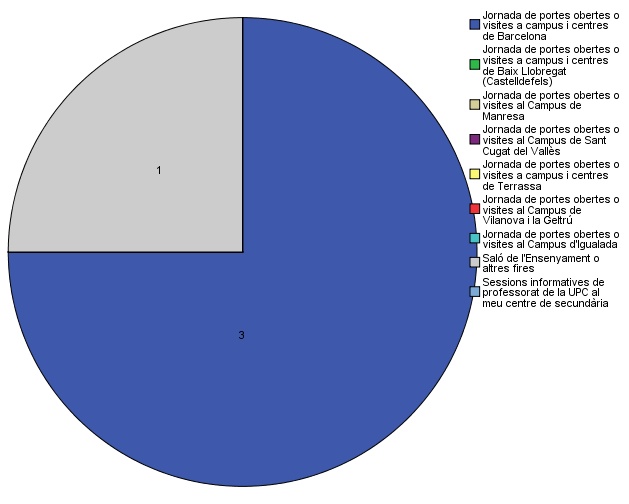 Jornada de portes obertes o
visites a campus i centres
de Barcelona
Jornada de portes obertes o
visites a campus i centres
de Baix Llobregat
(Castelldefels)
Jornada de portes obertes o
visites al Campus de
Manresa
Jornada de portes obertes o
visites al Campus de Sant
Cugat del Vallès
Jornada de portes obertes o
visites a campus i centres
de Terrassa
Jornada de portes obertes o
visites al Campus de
Vilanova i la Geltrú
Jornada de portes obertes o
visites al Campus d'Igualada
Saló de l'Ensenyament o
altres fires
Sessions informatives de
professorat de la UPC al
meu centre de secundària
1
3